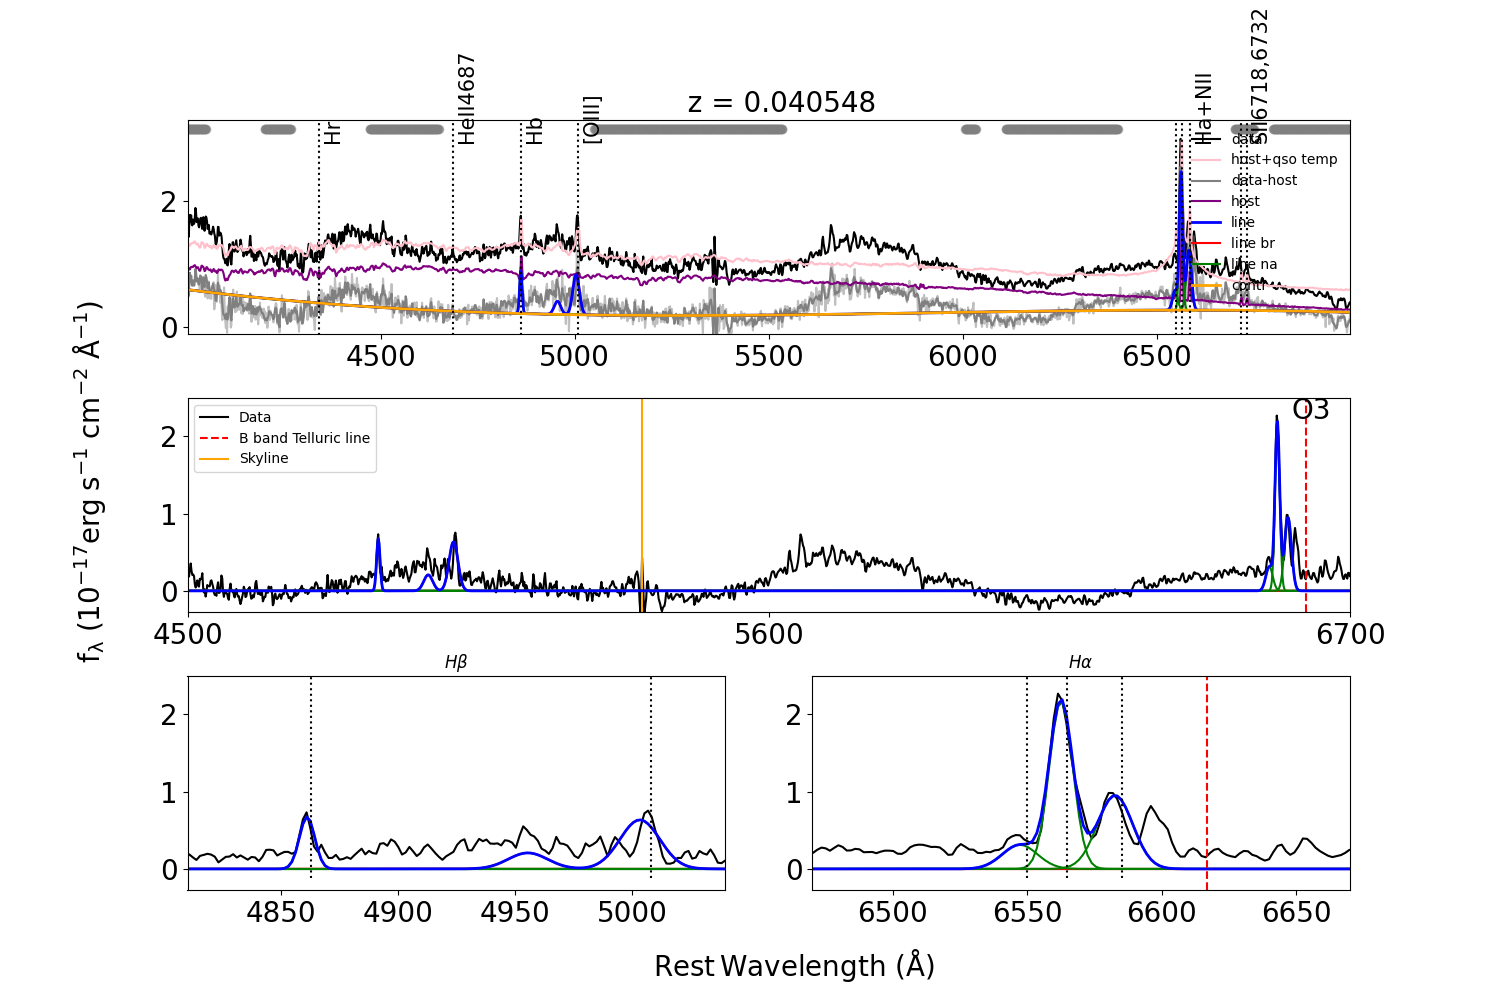 z = 0.040548
Hr
HeII4687
Hb
[OIII]
Ha+NII
SII6718,6732
data
host+qso temp
data-host
host
line
line br
line na
conti
0
2
4500 5000 5500 6000 6500
Data
B band Telluric line
Skyline
O3
0
1
2
4500 5600 6700
fλ (10⁻¹⁷erg s⁻¹ cm⁻² Å⁻¹)
Hβ
Hα
0
1
2
4850 4900 4950 5000
0
1
2
6500 6550 6600 6650
Rest Wavelength (Å)